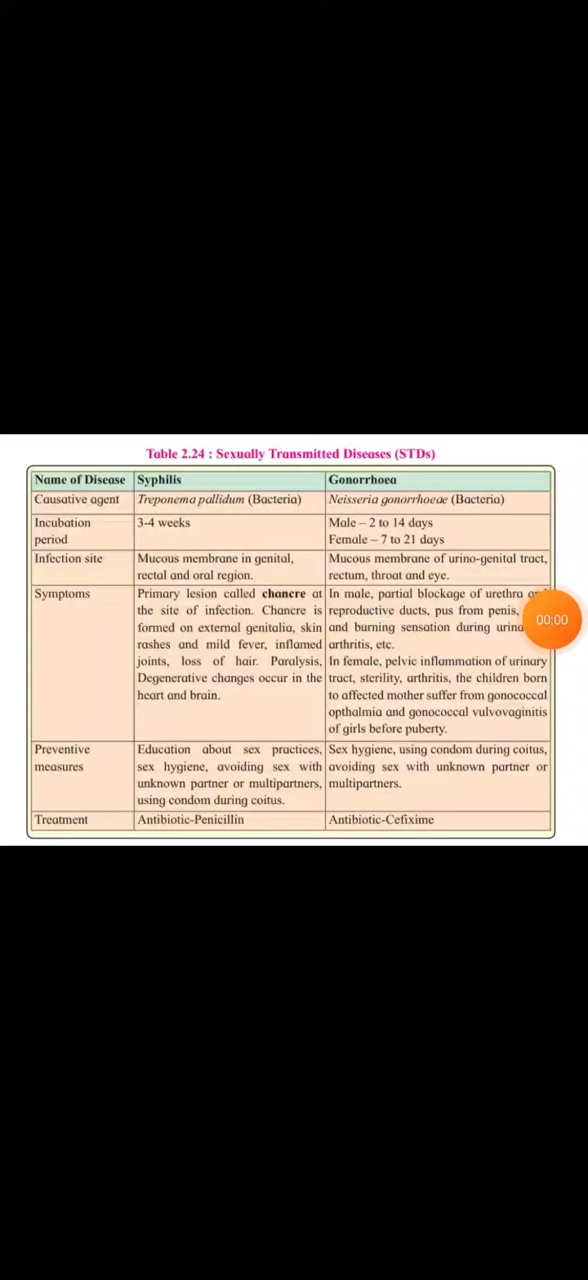 Table 2.24 : Sexually Transmitted Diseases (STDs)
Name of Disease Syphilis Gonorrhoea
Causative agent Treponema pallidum (Bacteria) Neisseria gonorrhoeae (Bacteria)
Incubation period 3-4 weeks Male – 2 to 14 days
Female – 7 to 21 days
Infection site Mucous membrane in genital,
rectal and oral region.
Mucous membrane of urino-genital tract,
rectum, throat and eye.
Symptoms Primary lesion called chancre at
the site of infection. Chancre is
formed on external genitalia, skin
rashes and mild fever, inflamed
joints, loss of hair. Paralysis,
Degenerative changes occur in the
heart and brain.
In male, partial blockage of urethra
reproductive ducts, pus from penis,
and burning sensation during
arthritis, etc.
In female, pelvic inflammation of urinary
tract, sterility, arthritis, the children born
to affected mother suffer from gonococcal
opthalmia and gonococcal vulvovaginitis
of girls before puberty.
Preventive
measures
Education about sex practices,
sex hygiene, avoiding sex with
unknown partner or multipartners,
using condom during coitus.
Sex hygiene, using condom during coitus,
avoiding sex with unknown partner or
multipartners.
Treatment Antibiotic-Penicillin Antibiotic-Cefixime
00:00